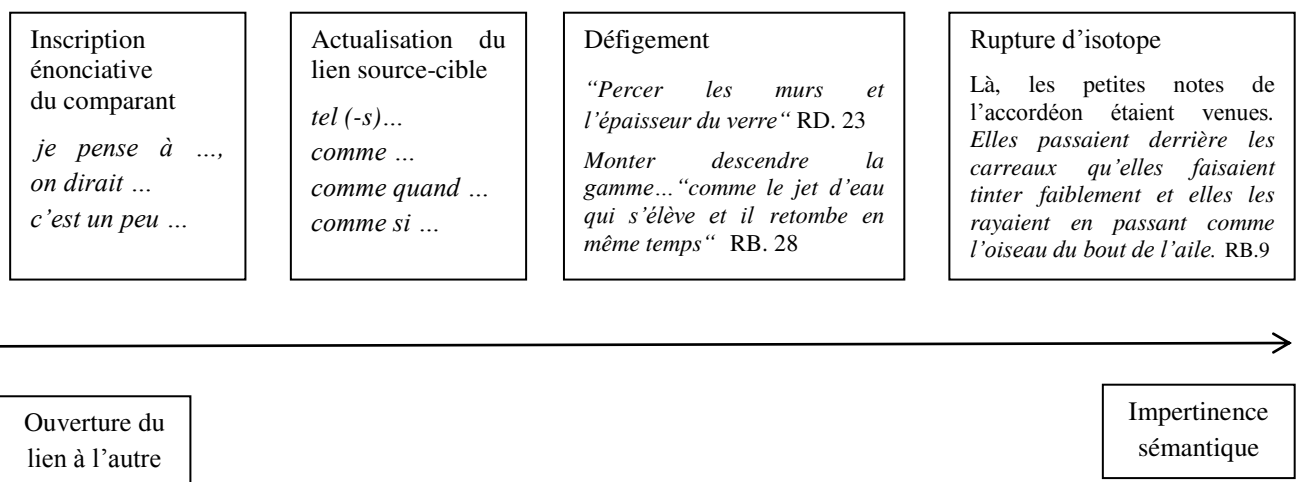 Inscription
énonciative
du comparant
je pense à …,
on dirait …
c’est un peu …
Actualisation du
lien source-cible
tel (-s)…
comme …
comme quand …
comme si …
Défigement
“Percer les murs et
l’épaisseur du verre“ RD. 23
Monter descendre la
gamme…“comme le jet d’eau
qui s’élève et il retombe en
même temps“ RB. 28
Rupture d’isotope
Là, les petites notes de
l’accordéon étaient venues.
Elles passaient derrière les
carreaux qu’elles faisaient
tinter faiblement et elles les
rayaient en passant comme
l’oiseau du bout de l’aile. RB.9
Ouverture du
lien à l’autre
Impertinence
sémantique